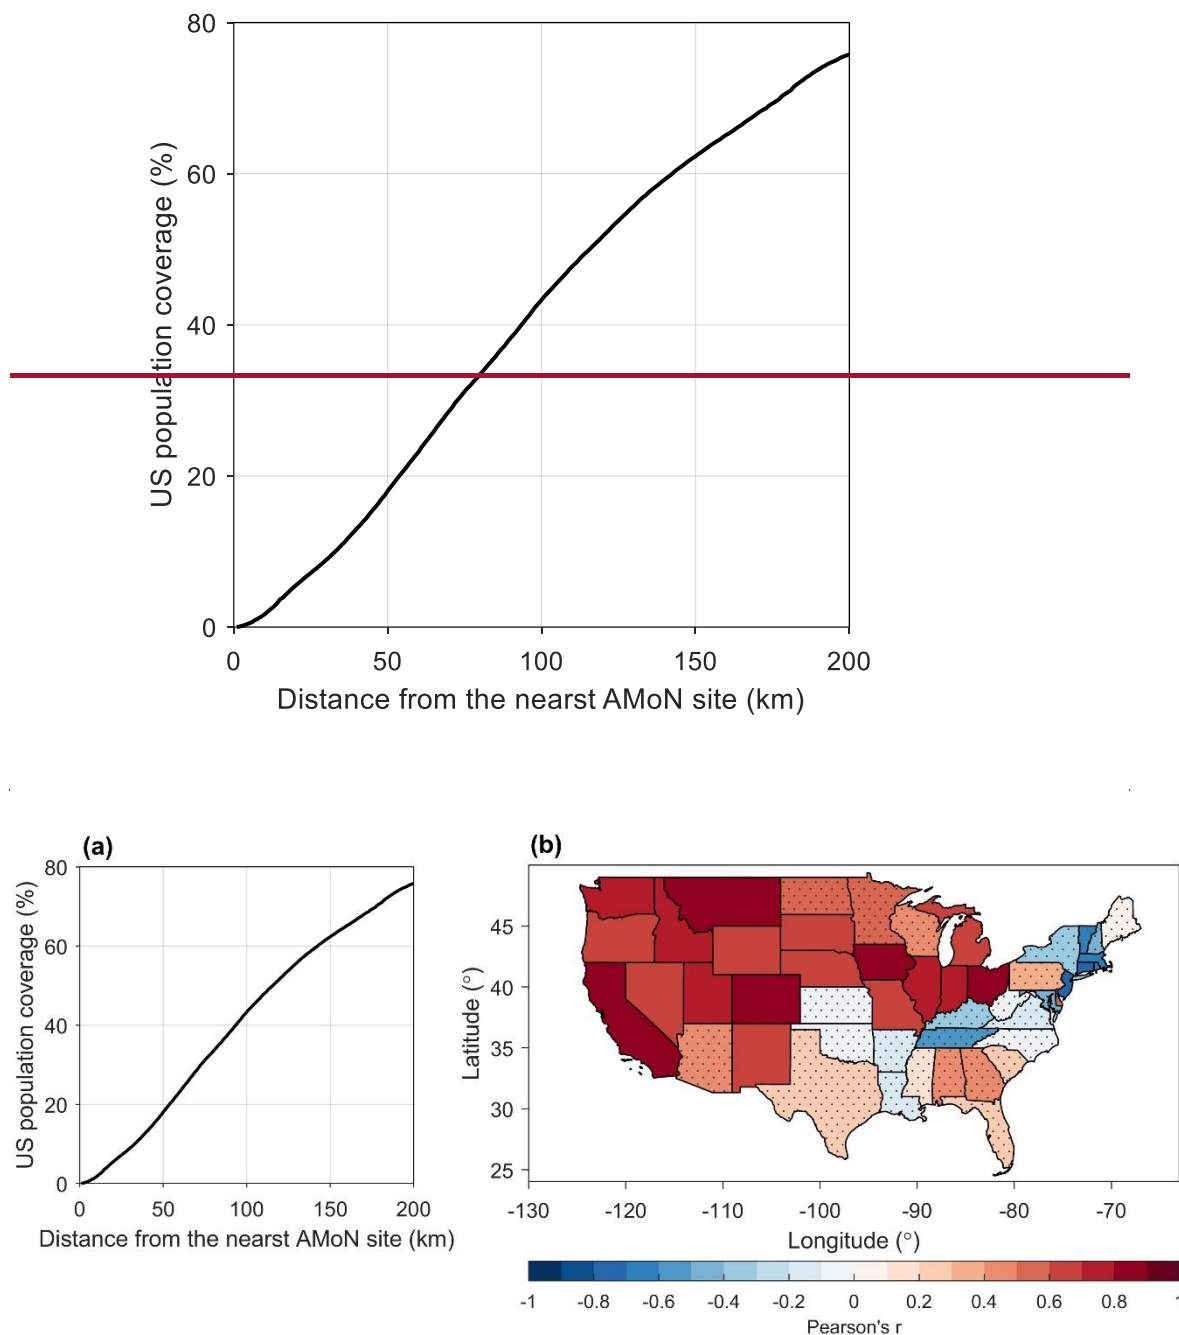 80
60
40
20
0
US population coverage (%)
0 50 100 150 200
Distance from the nearst AMoN site (km)
(a)
80
60
40
20
0
US population coverage (%)
0 50 100 150 200
Distance from the nearst AMoN site (km)
(b)
45
40
35
30
25
Latitude (°)
-130 -120 -110 -100 -90 -80 -70
Longitude (°)
-1 -0.8 -0.6 -0.4 -0.2 0 0.2 0.4 0.6 0.8 1
Pearson's r